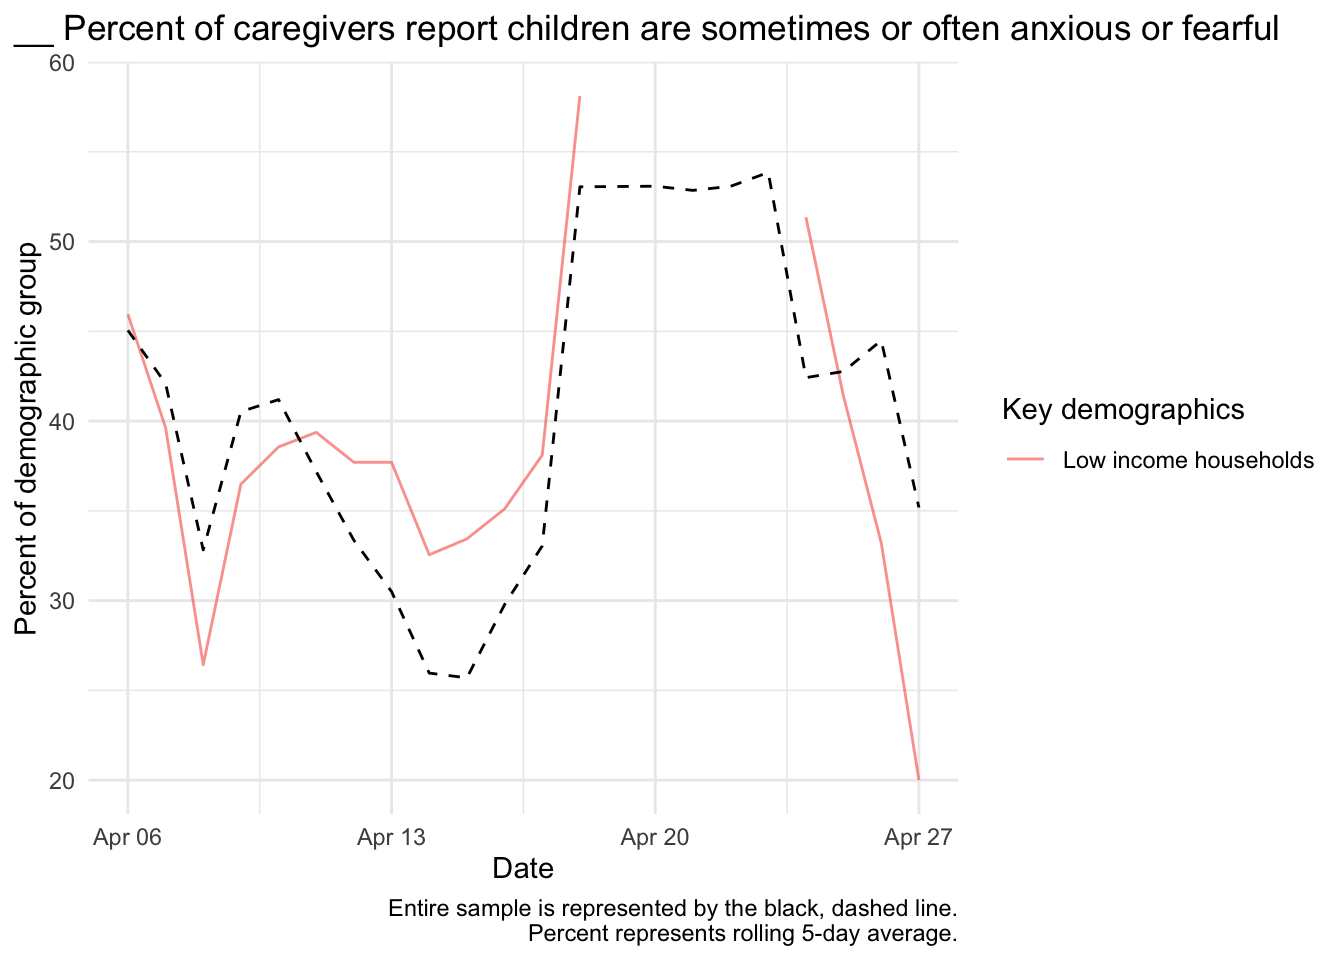 __ Percent of caregivers report children are sometimes or often anxious or fearful
60
50
40
30
20
Percent of demographic group
Apr 06
Apr 13
Apr 20
Apr 27
Date
Key demographics
Low income households
Entire sample is represented by the black, dashed line.
Percent represents rolling 5-day average.